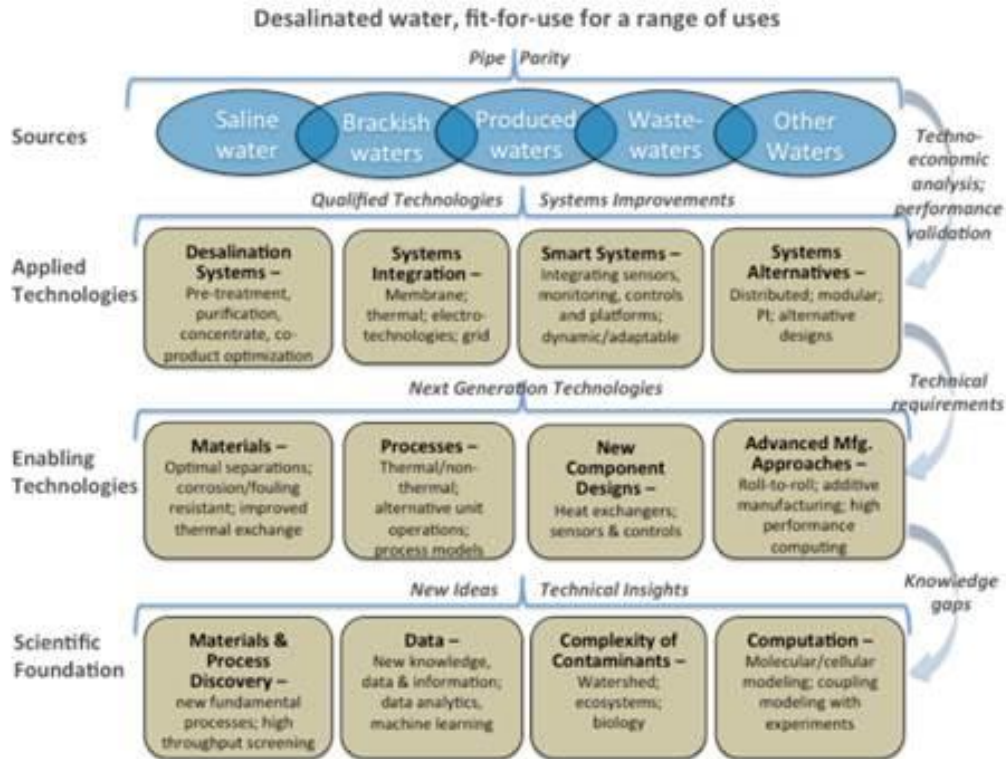 Desalinated water, fit-for-use for a range of uses
Pipe Parity
Sources
Saline
water
Brackish
waters
Produced
waters
Waste-
waters
Other
Waters
Techno-
economic
analysis;
performance
validation
Qualified Technologies
Systems Improvements
Applied
Technologies
Desalination
Systems –
Pre-treatment,
purification,
concentrate, co-
product optimization
Systems
Integration –
Membrane;
thermal; electro-
technologies; grid
Smart Systems –
Integrating sensors,
monitoring, controls
and platforms;
dynamic/adaptable
Systems
Alternatives –
Distributed; modular;
PI; alternative
designs
Technical
requirements
Next Generation Technologies
Enabling
Technologies
Materials –
Optimal separations;
corrosion/fouling
resistant; improved
thermal exchange
Processes –
Thermal/non-
thermal;
alternative unit
operations;
process models
New
Component
Designs –
Heat exchangers;
sensors & controls
Advanced Mfg.
Approaches –
Roll-to-roll; additive
manufacturing; high
performance
computing
Knowledge
gaps
New Ideas
Technical Insights
Scientific
Foundation
Materials &
Process
Discovery –
new fundamental
processes; high
throughput screening
Data –
New knowledge,
data & information;
data analytics,
machine learning
Complexity of
Contaminants –
Watershed;
ecosystems;
biology
Computation –
Molecular/cellular
modeling; coupling
modeling with
experiments